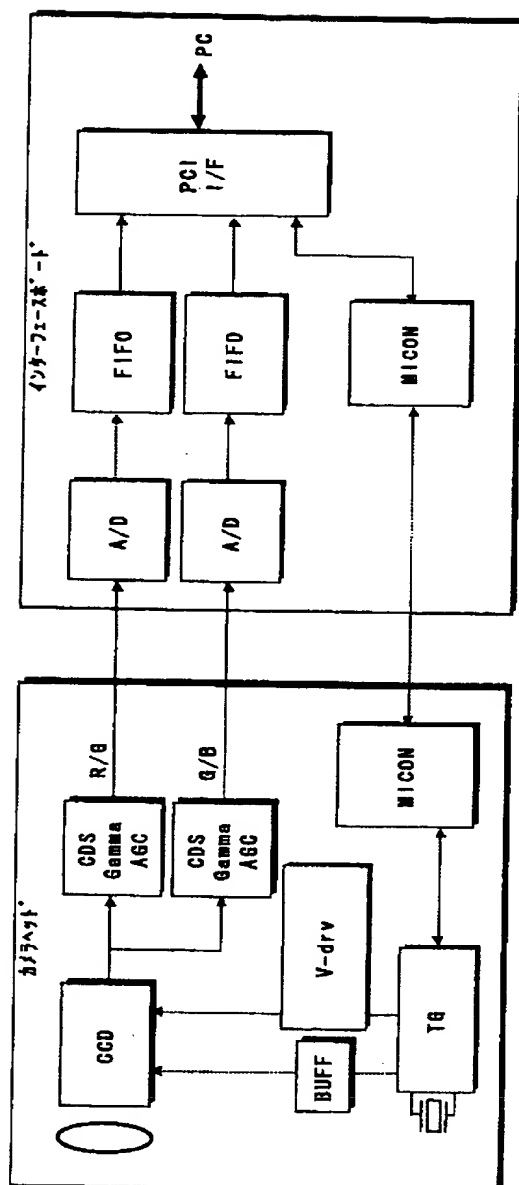 カメラヘッド
CCD
CDS
Gamma
AGC
R/G
CDS
Gamma
AGC
G/B
BUFF
V-drv
TG
MICON
インターフェースボード
A/D
FIFO
A/D
FIFO
PCI
I/F
PC
MICON